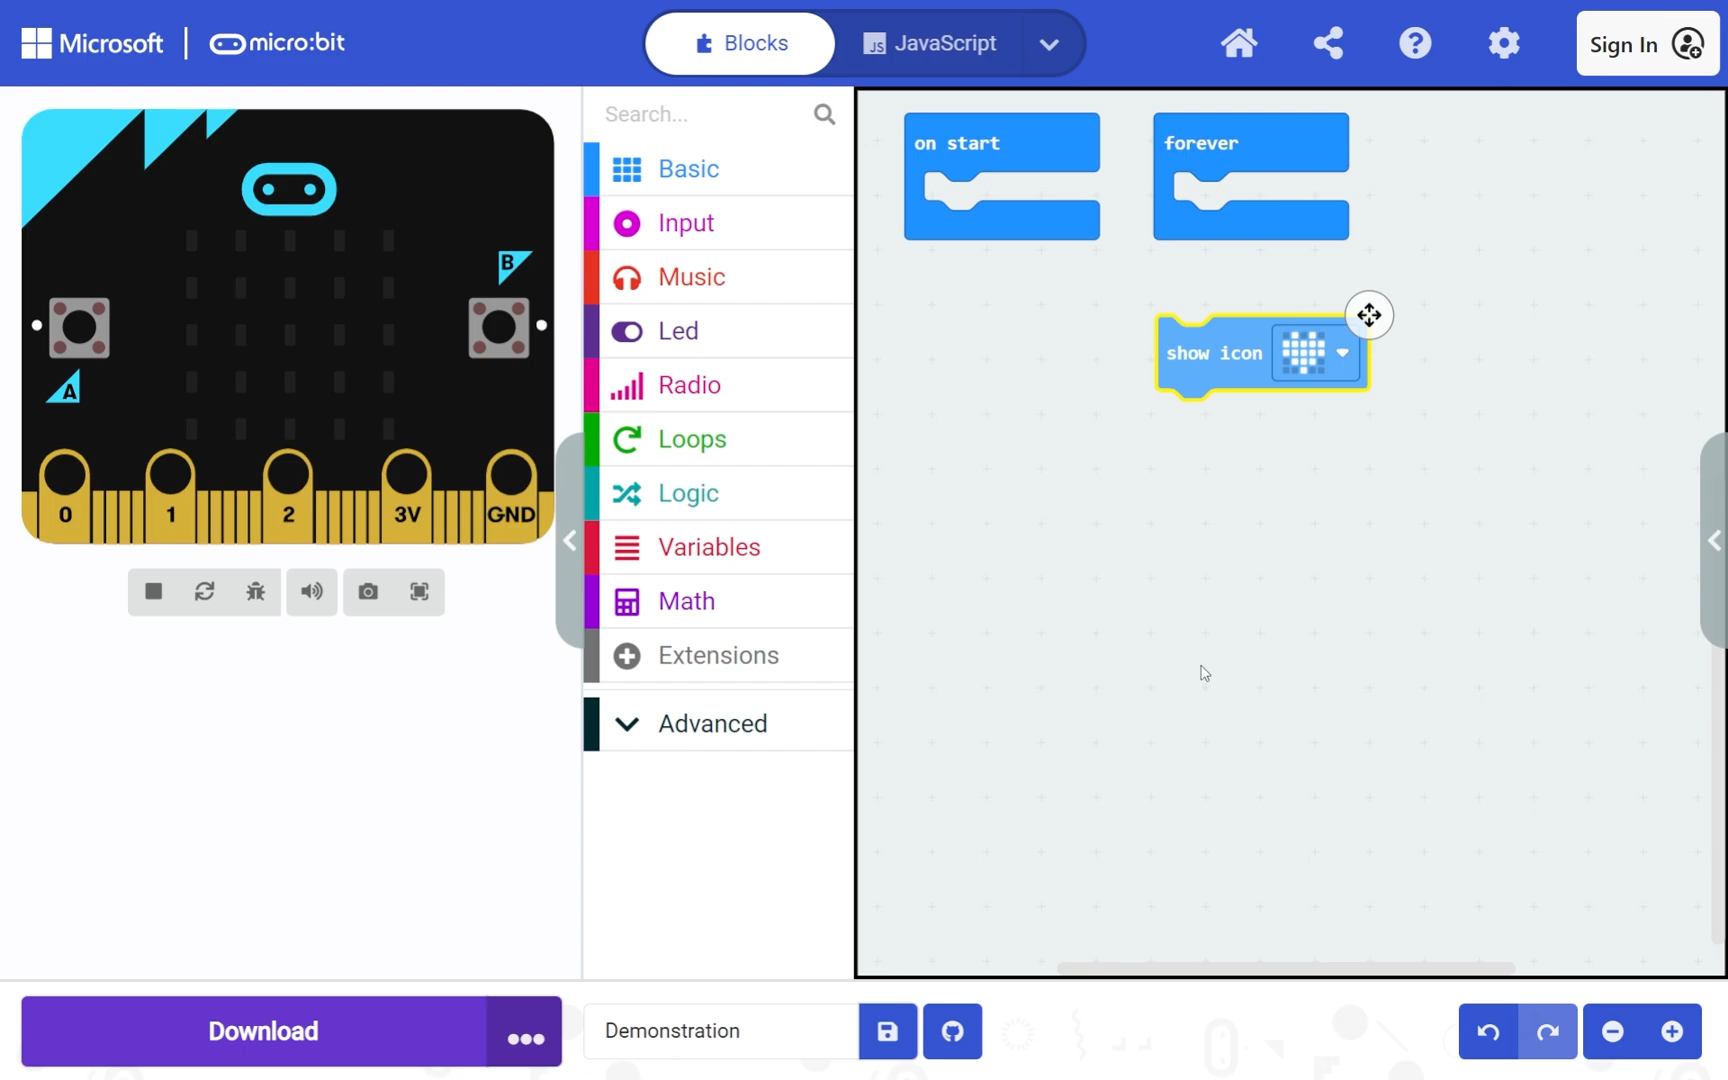 Microsoft micro:bit Blocks JS JavaScript ? Sign In
Search...
on start
forever
Basic
Input
B
Music
show icon
Led
A
Radio
Loops
Logic
0 1 2 3V GND
Variables
Math
Extensions
Advanced
Download
Demonstration